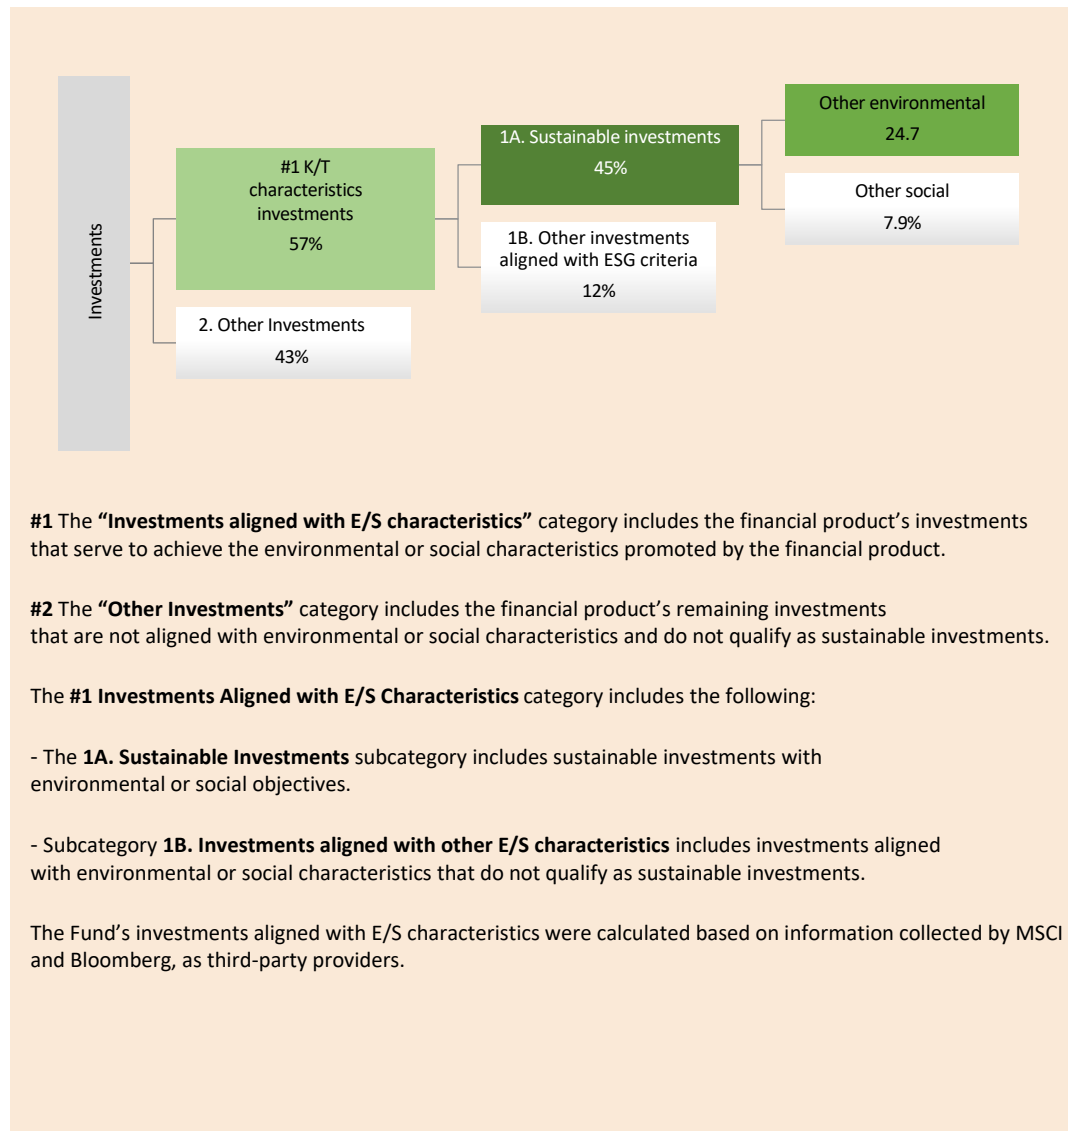 Investments
#1 K/T
characteristics
investments
57%
2. Other Investments
43%
1A. Sustainable investments
45%
1B. Other investments
aligned with ESG criteria
12%
Other environmental
24.7
Other social
7.9%
#1 The “Investments aligned with E/S characteristics” category includes the financial product’s investments
that serve to achieve the environmental or social characteristics promoted by the financial product.
#2 The “Other Investments” category includes the financial product’s remaining investments
that are not aligned with environmental or social characteristics and do not qualify as sustainable investments.
The #1 Investments Aligned with E/S Characteristics category includes the following:
- The 1A. Sustainable Investments subcategory includes sustainable investments with
environmental or social objectives.
- Subcategory 1B. Investments aligned with other E/S characteristics includes investments aligned
with environmental or social characteristics that do not qualify as sustainable investments.
The Fund’s investments aligned with E/S characteristics were calculated based on information collected by MSCI
and Bloomberg, as third-party providers.